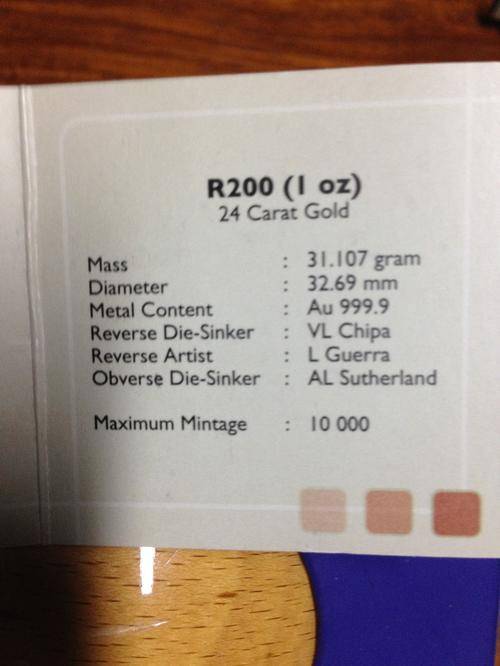 R200 (1 oz)
24 Carat Gold
Mass : 31.107 gram
Diameter : 32.69 mm
Metal Content : Au 999.9
Reverse Die-Sinker : VL Chipa
Reverse Artist : L Guerra
Obverse Die-Sinker : AL Sutherland
Maximum Mintage : 10 000